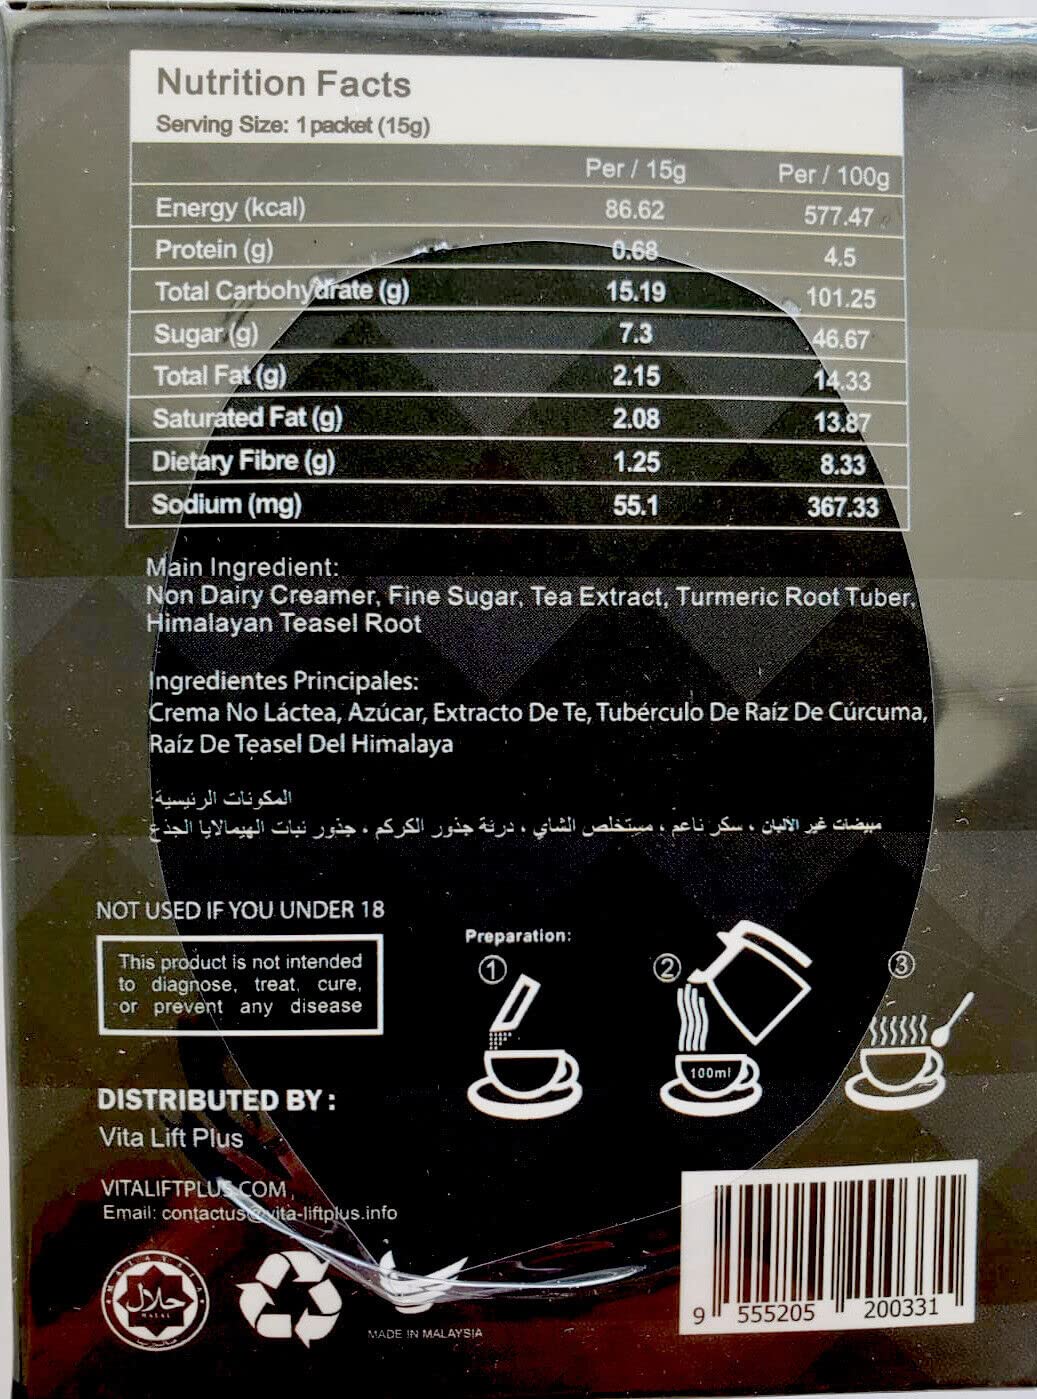 Nutrition Facts
Serving Size: 1 packet (15g)
Per / 15g Per / 100g
Energy (kcal) 86.62 577.47
Protein (g) 0.68 4.5
Total Carbohydrate (g) 15.19 101.25
Sugar (g) 7.3 46.67
Total Fat (g) 2.15 14.33
Saturated Fat (g) 2.08 13.87
Dietary Fibre (g) 1.25 8.33
Sodium (mg) 55.1 367.33
Main Ingredient:
Non Dairy Creamer, Fine Sugar, Tea Extract, Turmeric Root Tuber,
Himalayan Teasel Root
Ingredientes Principales:
Crema No Láctea, Azúcar, Extracto De Te, Tubérculo De Raíz De Cúrcuma,
Raíz De Teasel Del Himalaya
المكونات الرئيسية:
مبيضات غير الألبان ، سكر ناعم ، مستخلص الشاي ، درنة جذور الكركم ، جذور نبات الهيمالايا الجذع
NOT USED IF YOU UNDER 18
This product is not intended
to diagnose, treat, cure,
or prevent any disease
Preparation:
1 2 3
100ml
DISTRIBUTED BY:
Vita Lift Plus
VITALIFTPLUS.COM,
Email: contactus@vita-liftplus.info
MALAYSIA
حلال
HALAL
MADE IN MALAYSIA
9 555205 200331